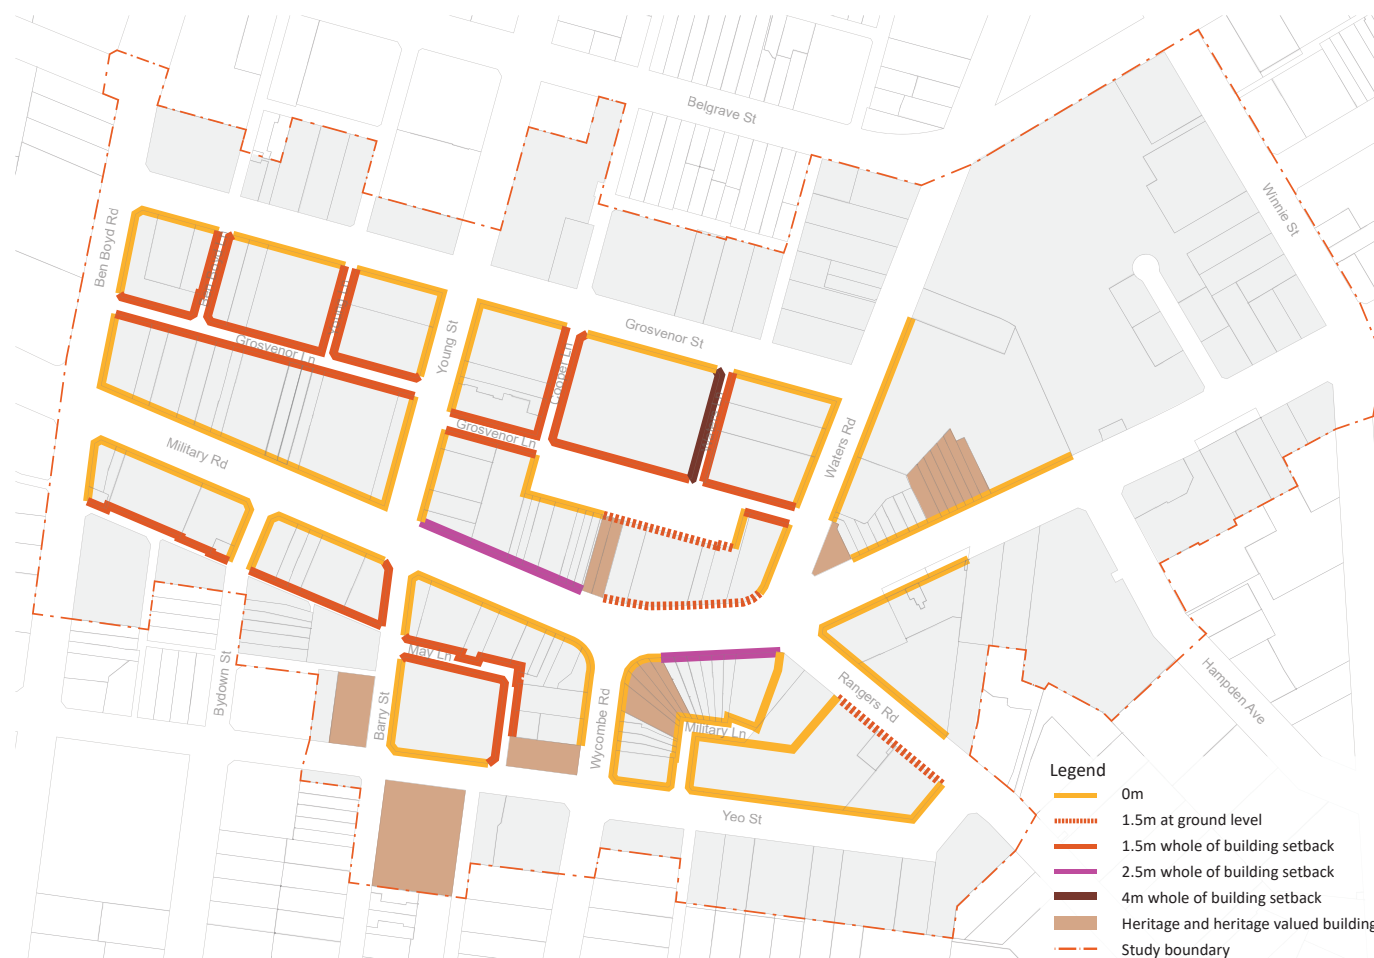 Belgrave St
Winnie St
Ben Boyd Rd
Grosvenor St
Young St
Cooper Ln
Grosvenor Ln
Grosvenor Ln
Waters Rd
Military Rd
May Ln
Bydown St
Barry St
Wycombe Rd
Military Ln
Rangers Rd
Hampden Ave
Yeo St
Legend
0m
1.5m at ground level
1.5m whole of building setback
2.5m whole of building setback
4m whole of building setback
Heritage and heritage valued building
Study boundary